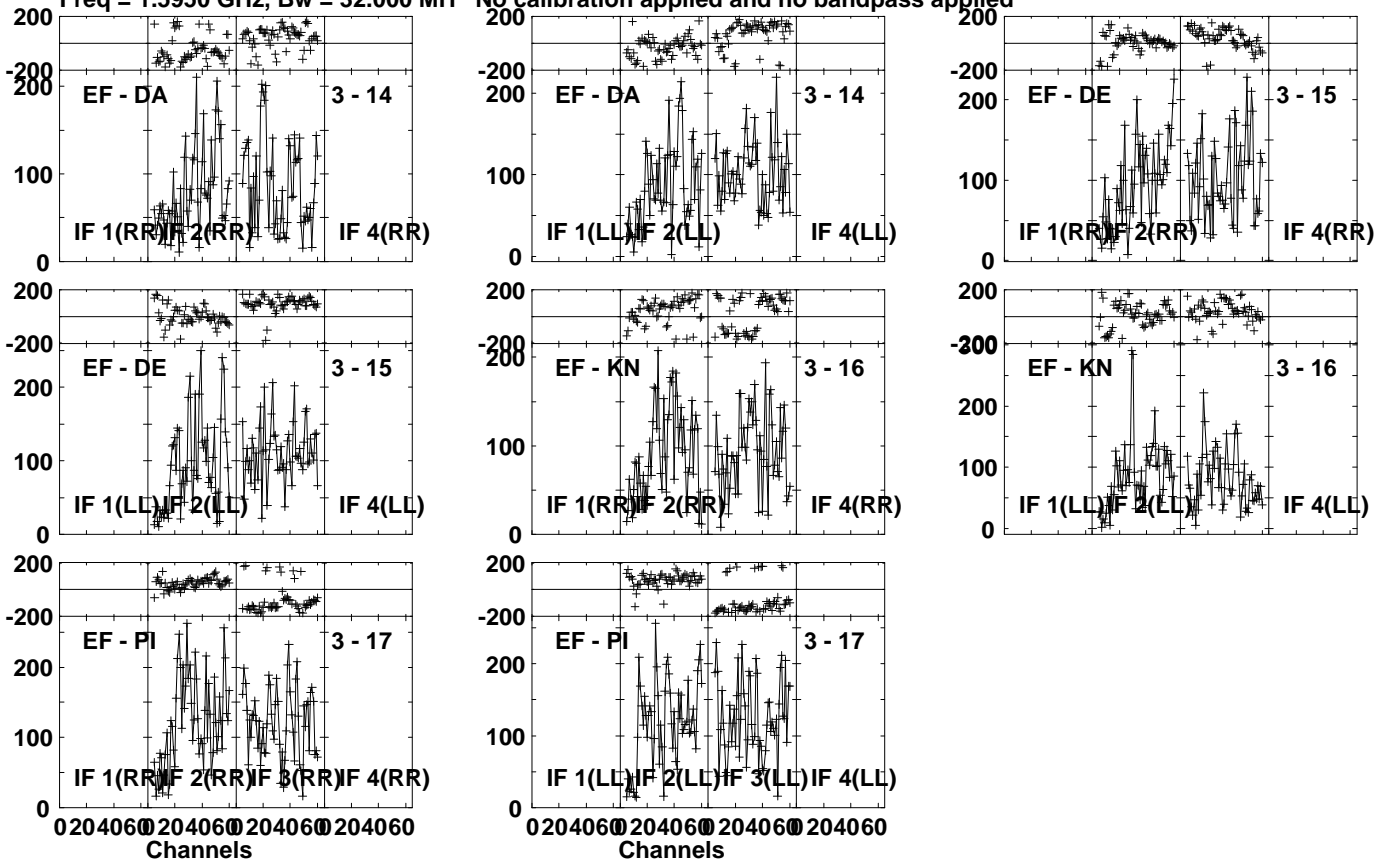 Freq = 1.5950 GHz, Bw = 32.000 MH No calibration applied and no bandpass applied
200 200 200
-200 -200 -200
200 EF - DA 3 - 14 200 EF - DA 3 - 14 200 EF - DE 3 - 15
100 100 100
IF 1(RR) IF 2(RR) IF 4(RR) IF 1(LL) IF 2(LL) IF 4(LL) IF 1(RR) IF 2(RR) IF 4(RR)
0 0 0
200 200 200
-200 -200 -200
200 EF - DE 3 - 15 200 EF - KN 3 - 16 300 EF - KN 3 - 16
200
100 100 100
IF 1(LL) IF 2(LL) IF 4(LL) IF 1(RR) IF 2(RR) IF 4(RR) IF 1(LL) IF 2(LL) IF 4(LL)
0 0 0
200 200
-200 -200
EF - PI 3 - 17 EF - PI 3 - 17
200 200
100 100
IF 1(RR) IF 2(RR) IF 3(RR) IF 4(RR) IF 1(LL) IF 2(LL) IF 3(LL) IF 4(LL)
0 0
0 20 40 60 0 20 40 60 0 20 40 60 0 20 40 60 0 20 40 60 0 20 40 60 0 20 40 60 0 20 40 60
Channels Channels